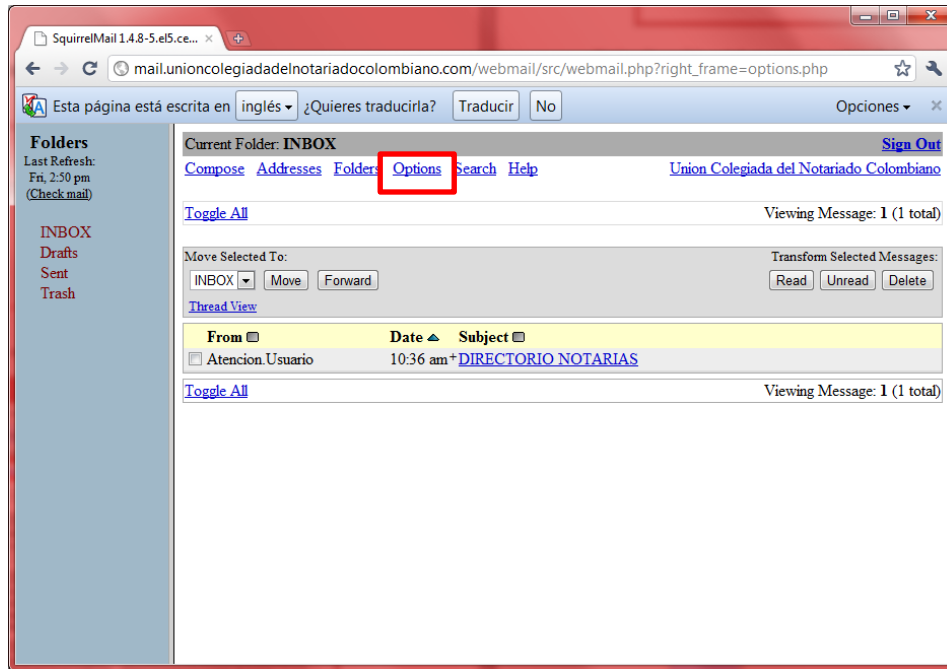 SquirrelMail 1.4.8-5.el5.ce...
mail.unioncolegiadadelnotariadocolombiano.com/webmail/src/webmail.php?right_frame=options.php
Esta página está escrita en inglés ¿Quieres traducirla? Traducir No Opciones
Folders
Last Refresh:
Fri, 2:50 pm
(Check mail)
INBOX
Drafts
Sent
Trash
Current Folder: INBOX Sign Out
Compose Addresses Folders Options Search Help Union Colegiada del Notariado Colombiano
Toggle All Viewing Message: 1 (1 total)
Move Selected To: Transform Selected Messages:
INBOX Move Forward Read Unread Delete
Thread View
From Date Subject
Atencion.Usuario 10:36 am + DIRECTORIO NOTARIAS
Toggle All Viewing Message: 1 (1 total)